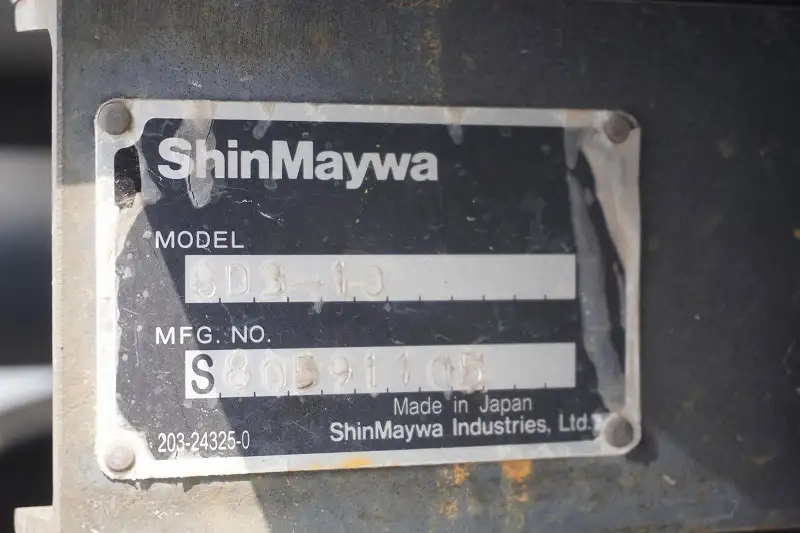 ShinMaywa
MODEL
MFG. NO.
S
Made in Japan
203-24325-0
ShinMaywa Industries, Ltd.